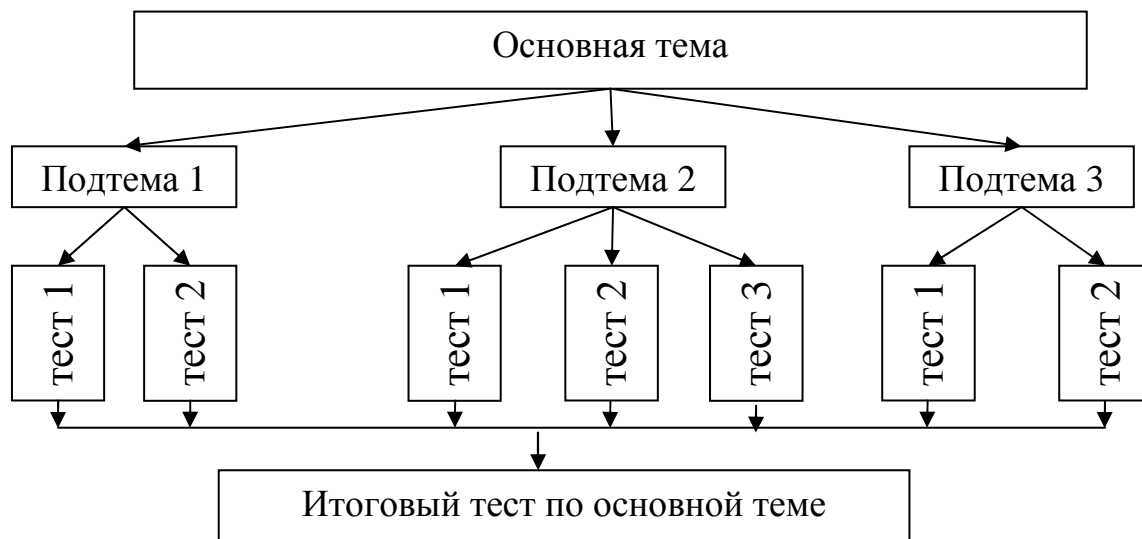 Основная тема
Подтема 1
Подтема 2
Подтема 3
тест 1
тест 2
тест 1
тест 2
тест 3
тест 1
тест 2
Итоговый тест по основной теме